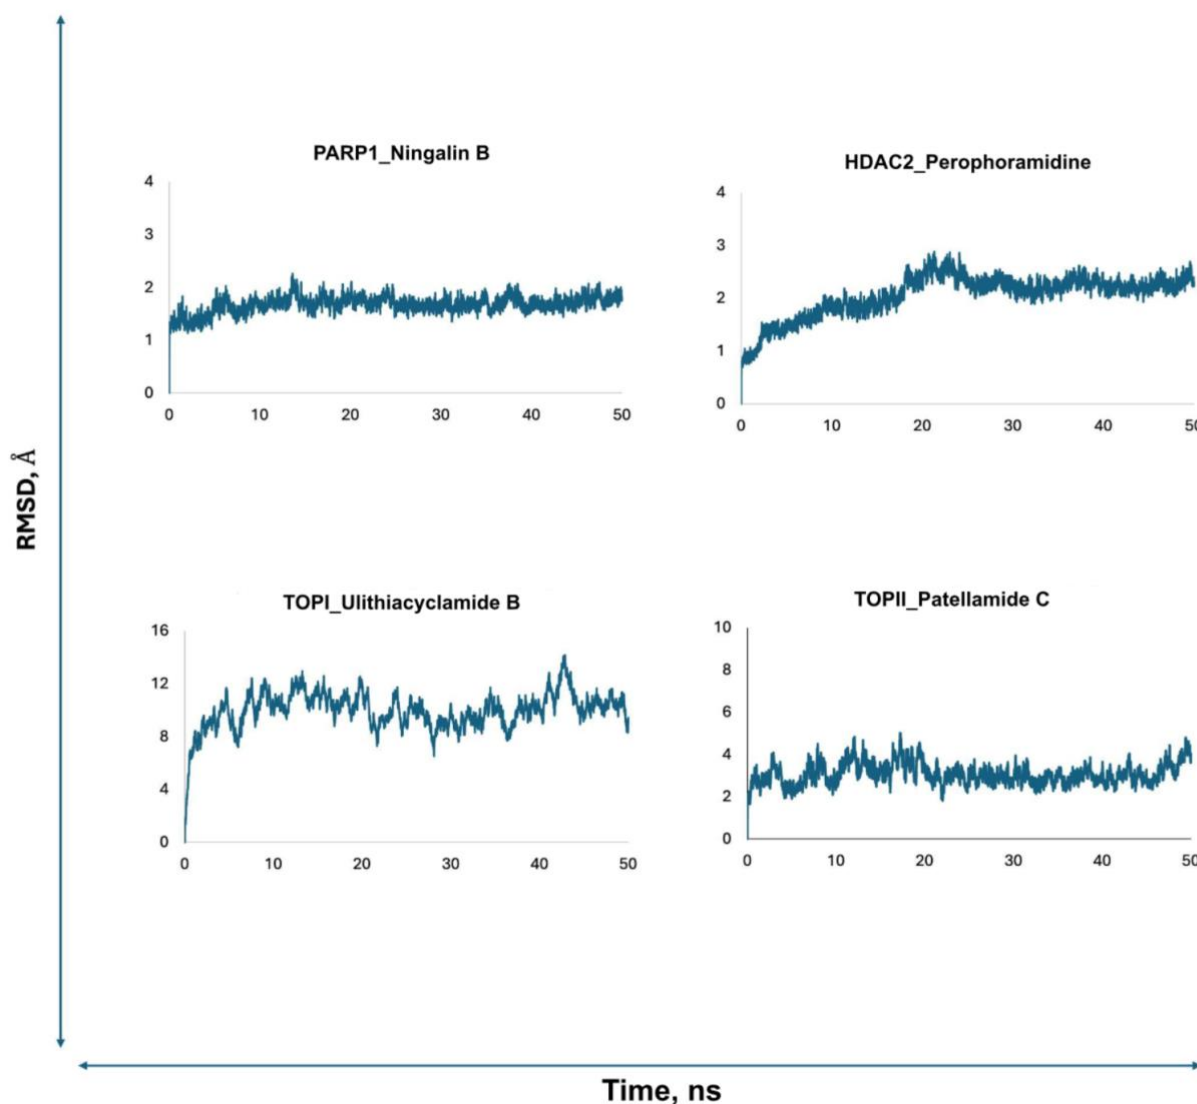 PARP1_Ningalin B
4
3
2
1
0
0 10 20 30 40 50
HDAC2_Perophoramidine
4
3
2
1
0
0 10 20 30 40 50
RMSD, Å
TOPI_Ulithiacyclamide B
16
12
8
4
0
0 10 20 30 40 50
TOPII_Patellamide C
10
8
6
4
2
0
0 10 20 30 40 50
Time, ns